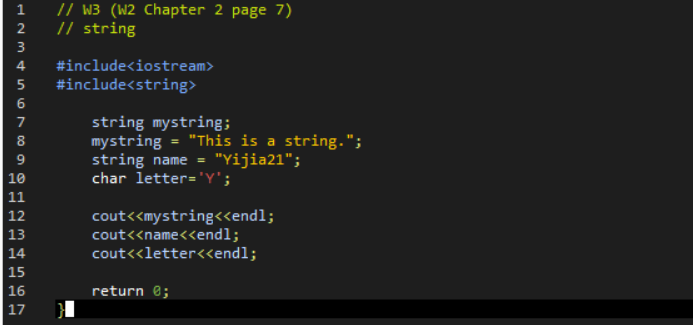 1 // W3 (W2 Chapter 2 page 7)
2 // string
3
4 #include<iostream>
5 #include<string>
6
7 string mystring;
8 mystring = "This is a string.";
9 string name = "Yijia21";
10 char letter='Y';
11
12 cout<<mystring<<endl;
13 cout<<name<<endl;
14 cout<<letter<<endl;
15
16 return 0;
17 }